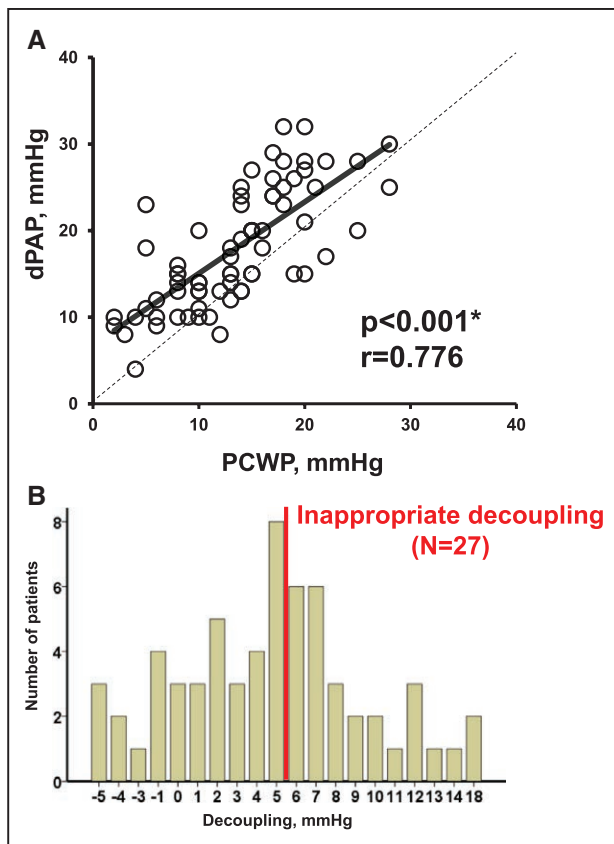 A
dPAP, mmHg
40
30
20
10
0
p<0.001*
r=0.776
0 10 20 30 40
PCWP, mmHg
B
Inappropriate decoupling
(N=27)
Number of patients
8
6
4
2
0
-5 -4 -3 -1 0 1 2 3 4 5 6 7 8 9 10 11 12 13 14 18
Decoupling, mmHg